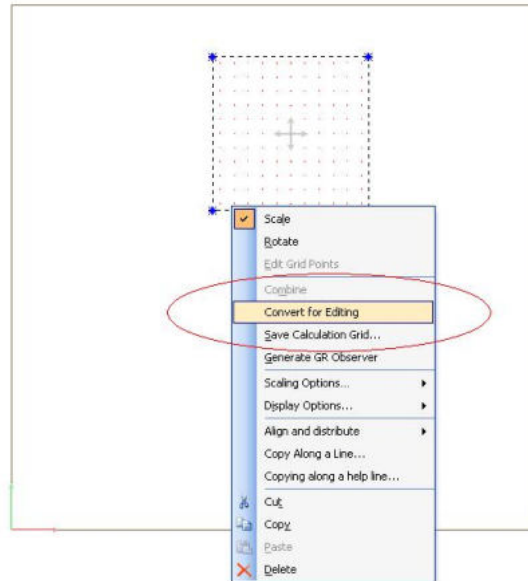 Scale
Rotate
Edit Grid Points
Combine
Convert for Editing
Save Calculation Grid...
Generate GR Observer
Scaling Options...
Display Options...
Align and distribute
Copy Along a Line...
Copying along a help line...
Cut
Copy
Paste
Delete